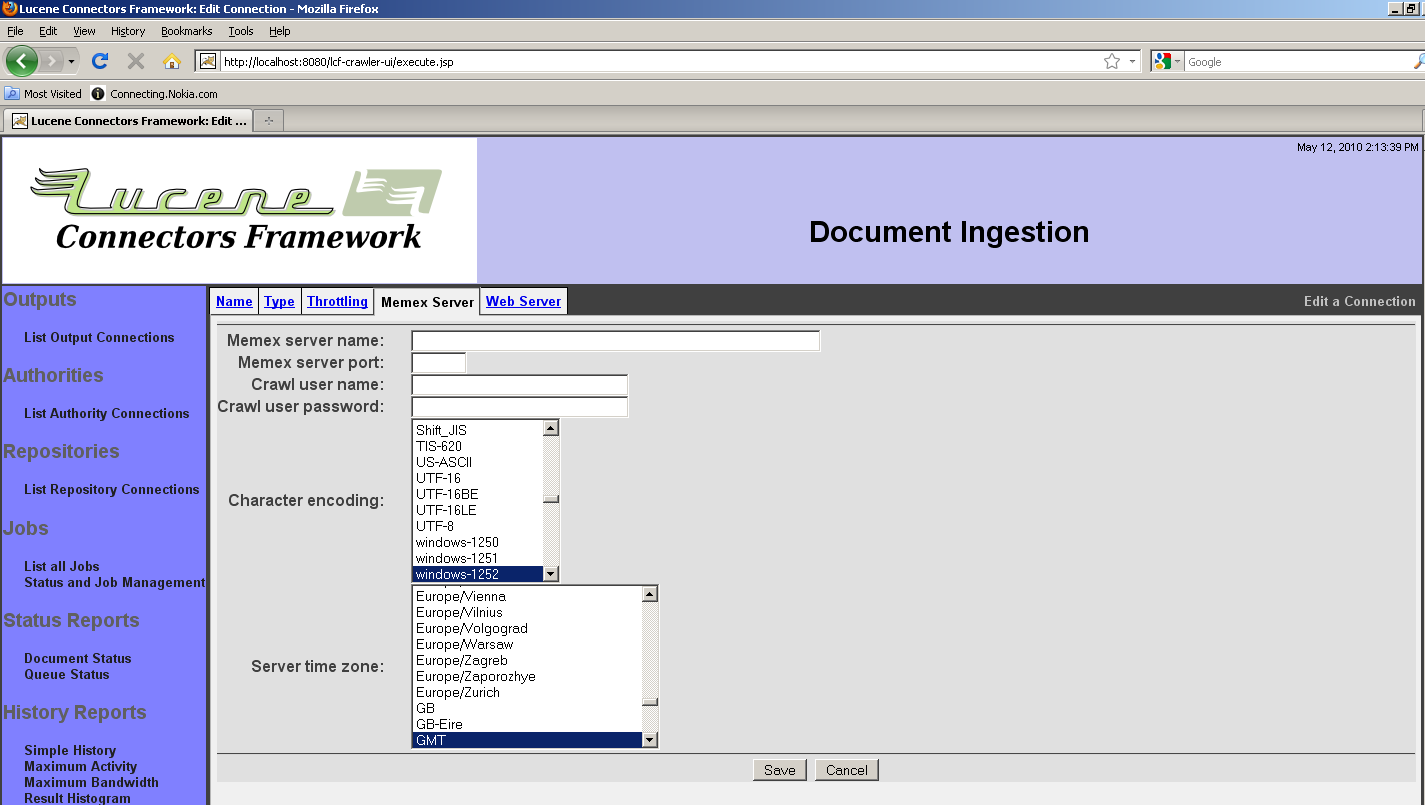 Lucene Connectors Framework: Edit Connection - Mozilla Firefox
File Edit View History Bookmarks Tools Help
http://localhost:8080/lcf-crawler-ui/execute.jsp
Google
Most Visited Connecting.Nokia.com
Lucene Connectors Framework: Edit ...
May 12, 2010 2:13:39 PM
Lucene
Connectors Framework
Document Ingestion
Outputs
List Output Connections
Authorities
List Authority Connections
Repositories
List Repository Connections
Jobs
List all Jobs
Status and Job Management
Status Reports
Document Status
Queue Status
History Reports
Simple History
Maximum Activity
Maximum Bandwidth
Result Histogram
Name Type Throttling Memex Server Web Server
Edit a Connection
Memex server name:
Memex server port:
Crawl user name:
Crawl user password:
Character encoding:
Shift_JIS
TIS-620
US-ASCII
UTF-16
UTF-16BE
UTF-16LE
UTF-8
windows-1250
windows-1251
windows-1252
Server time zone:
Europe/Vienna
Europe/Vilnius
Europe/Volgograd
Europe/Warsaw
Europe/Zagreb
Europe/Zaporozhye
Europe/Zurich
GB
GB-Eire
GMT
Save Cancel